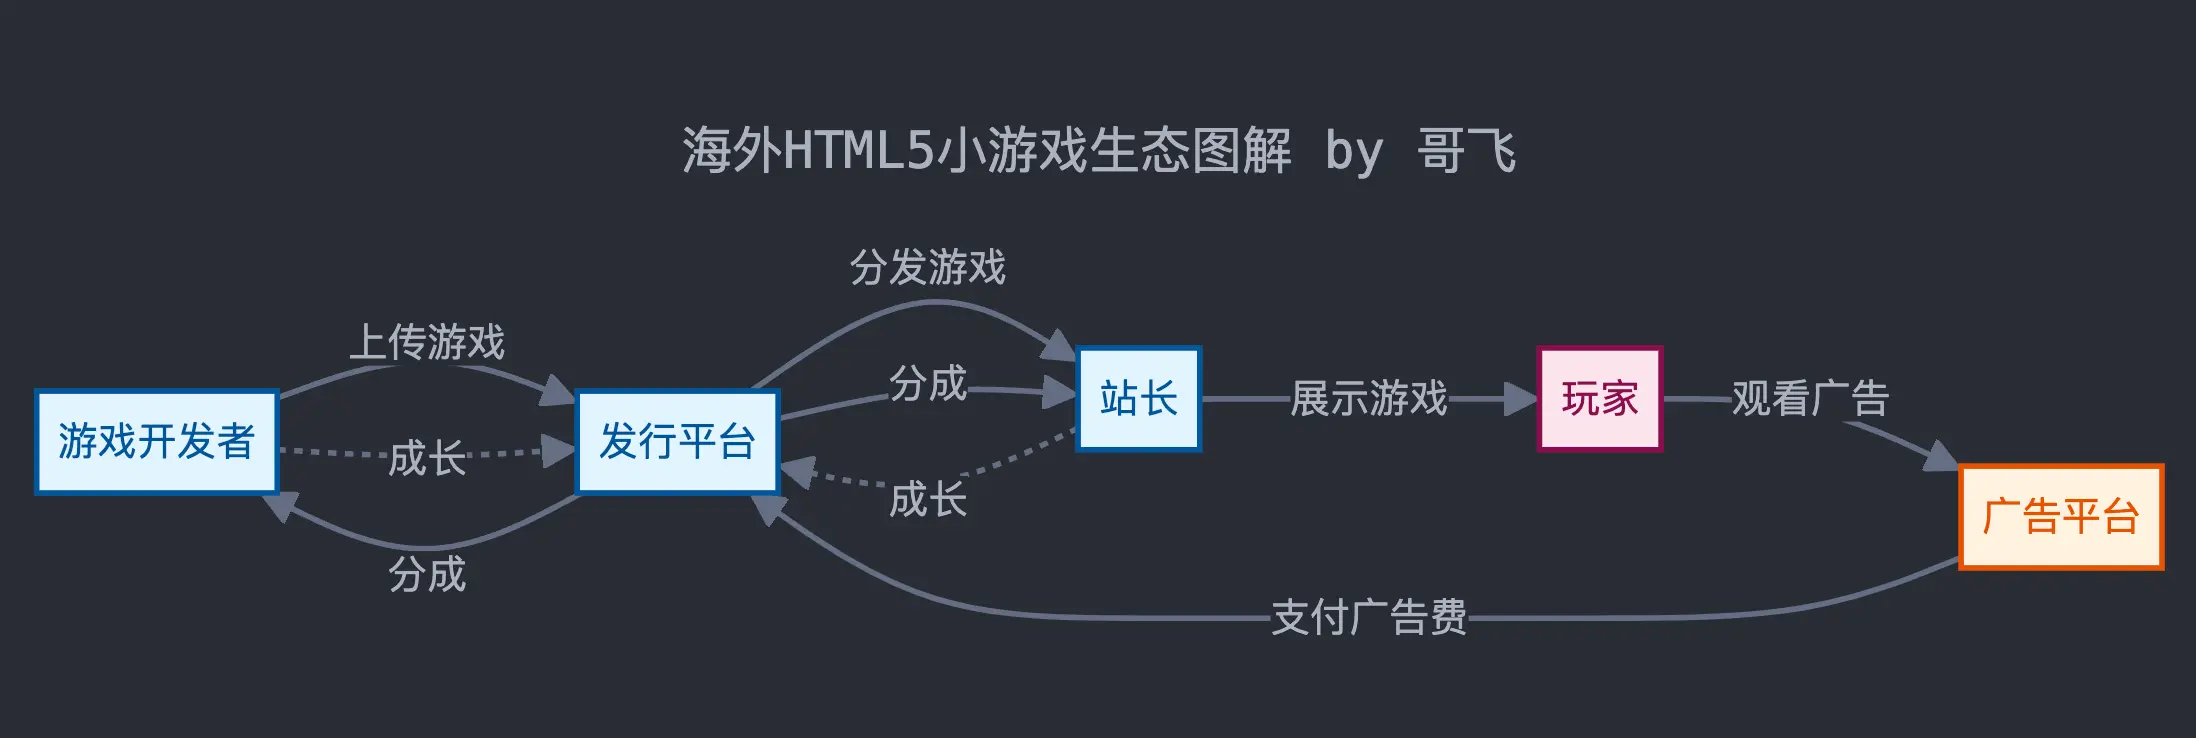 海外HTML5小游戏生态图解 by 哥飞
分发游戏
上传游戏
分成
站长
展示游戏
玩家
观看广告
游戏开发者
成长
发行平台
成长
广告平台
分成
支付广告费